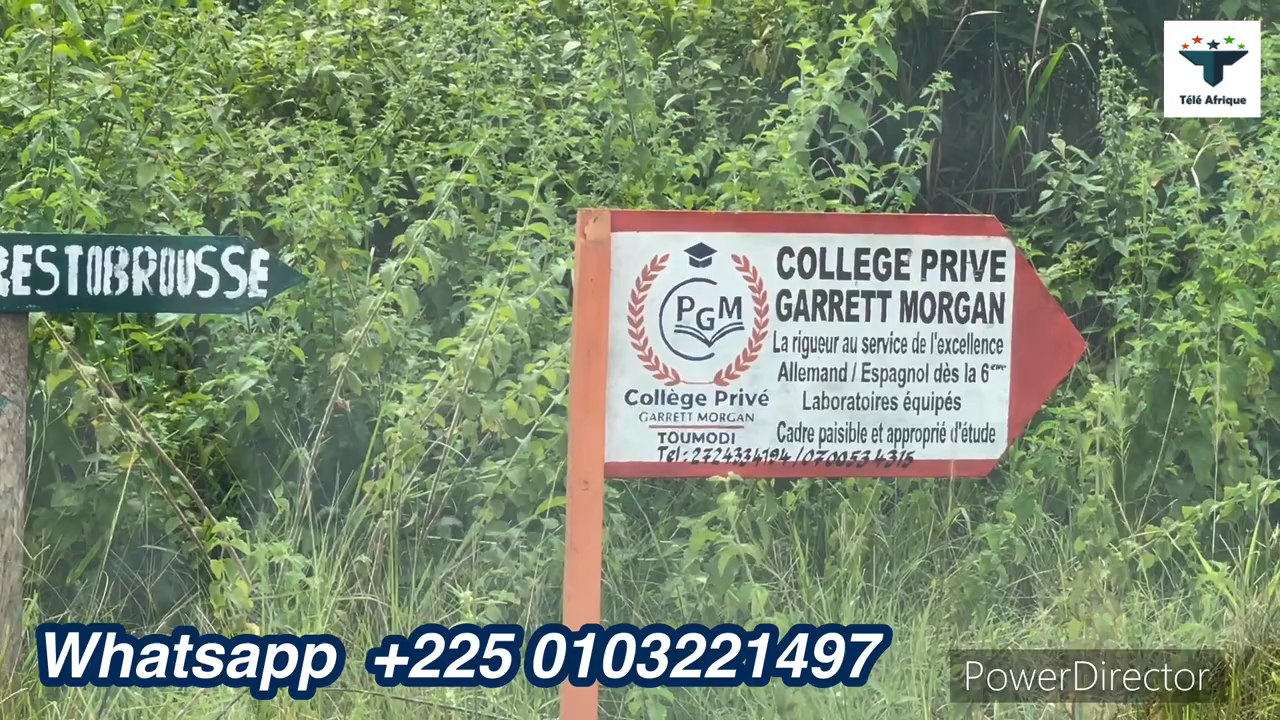 Télé Afrique
RESTOBROUSSE
PGM
Collège Privé
GARRETT MORGAN
TOUMODI
Tel: 2724334194 / 0700534315
COLLEGE PRIVE
GARRETT MORGAN
La rigueur au service de l'excellence
Allemand / Espagnol dès la 6ème
Laboratoires équipés
Cadre paisible et approprié d'étude
Whatsapp +225 0103221497
PowerDirector